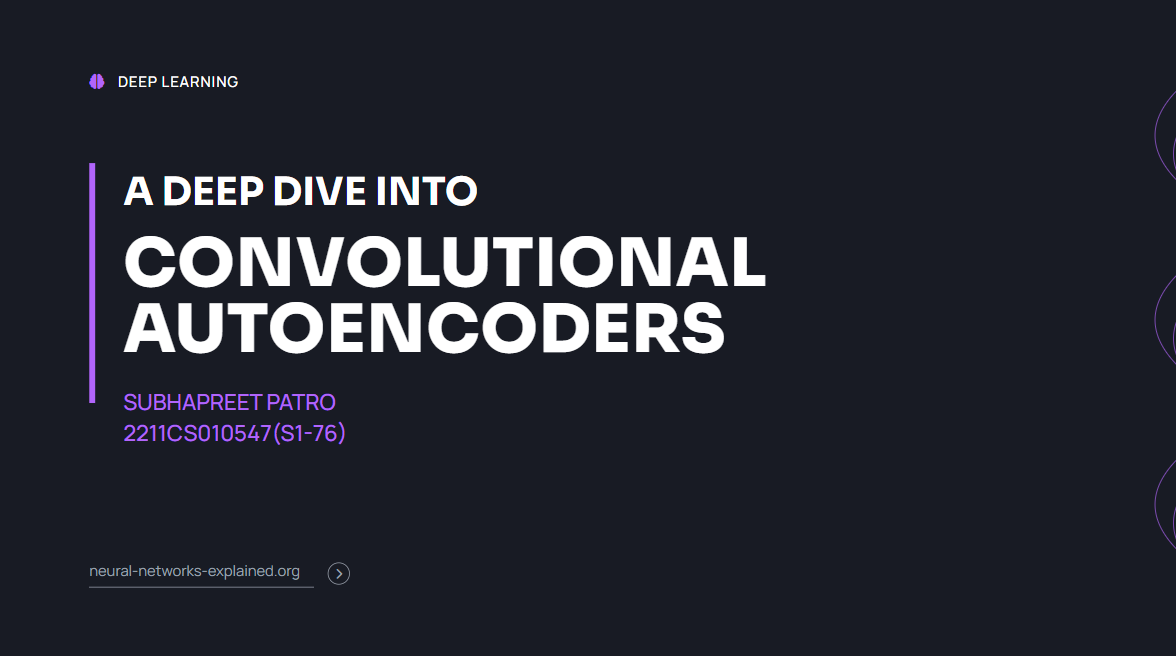 DEEP LEARNING
A DEEP DIVE INTO
CONVOLUTIONAL
AUTOENCODERS
SUBHAPREET PATRO
2211CS010547(S1-76)
neural-networks-explained.org